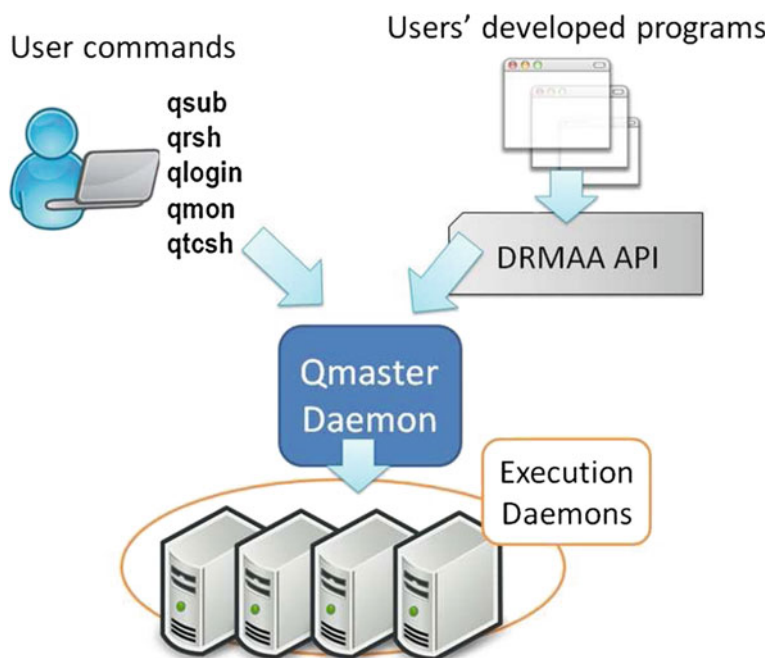 User commands
qsub
qrsh
qlogin
qmon
qtcsh
Users' developed programs
DRMAA API
Qmaster
Daemon
Execution
Daemons